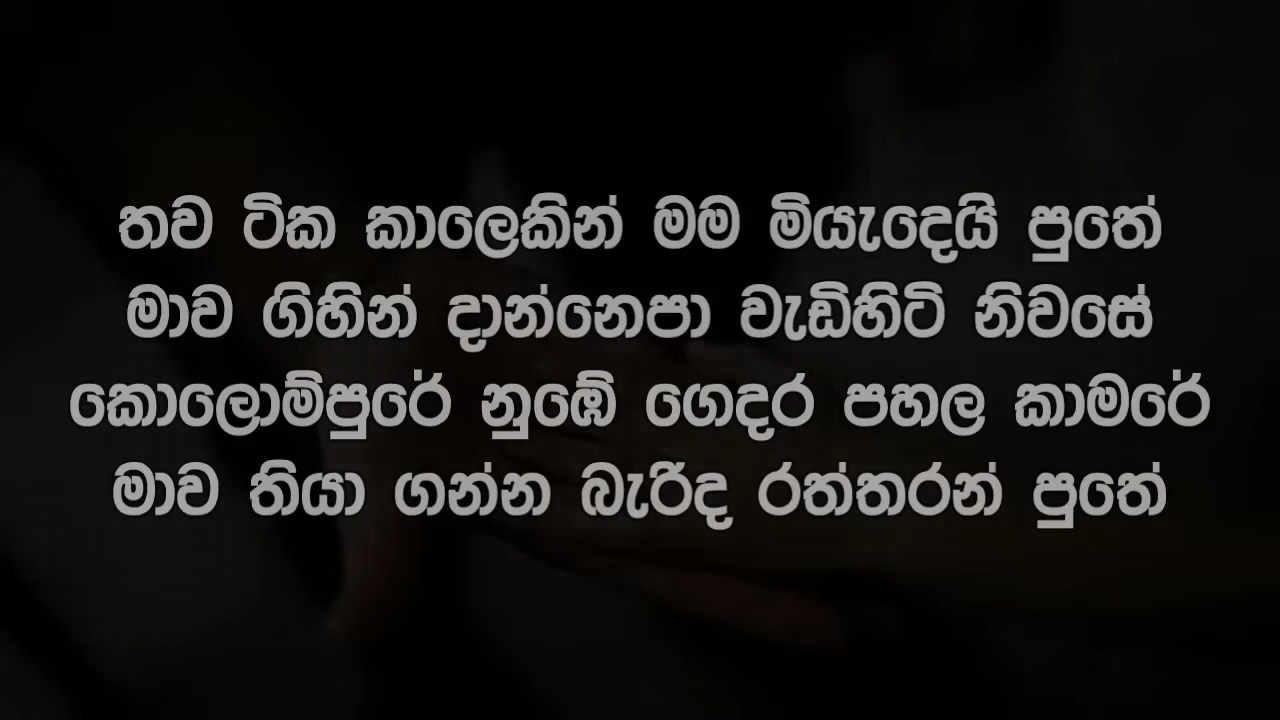 තව ටික කාලෙකින් මම මියැදෙයි පුතේ
මාව ගිහින් දාන්නෙපා වැඩිහිටි නිවසේ
කොලොම්පුරේ නුඹේ ගෙදර පහල කාමරේ
මාව තියා ගන්න බැරිද රත්තරන් පුතේ